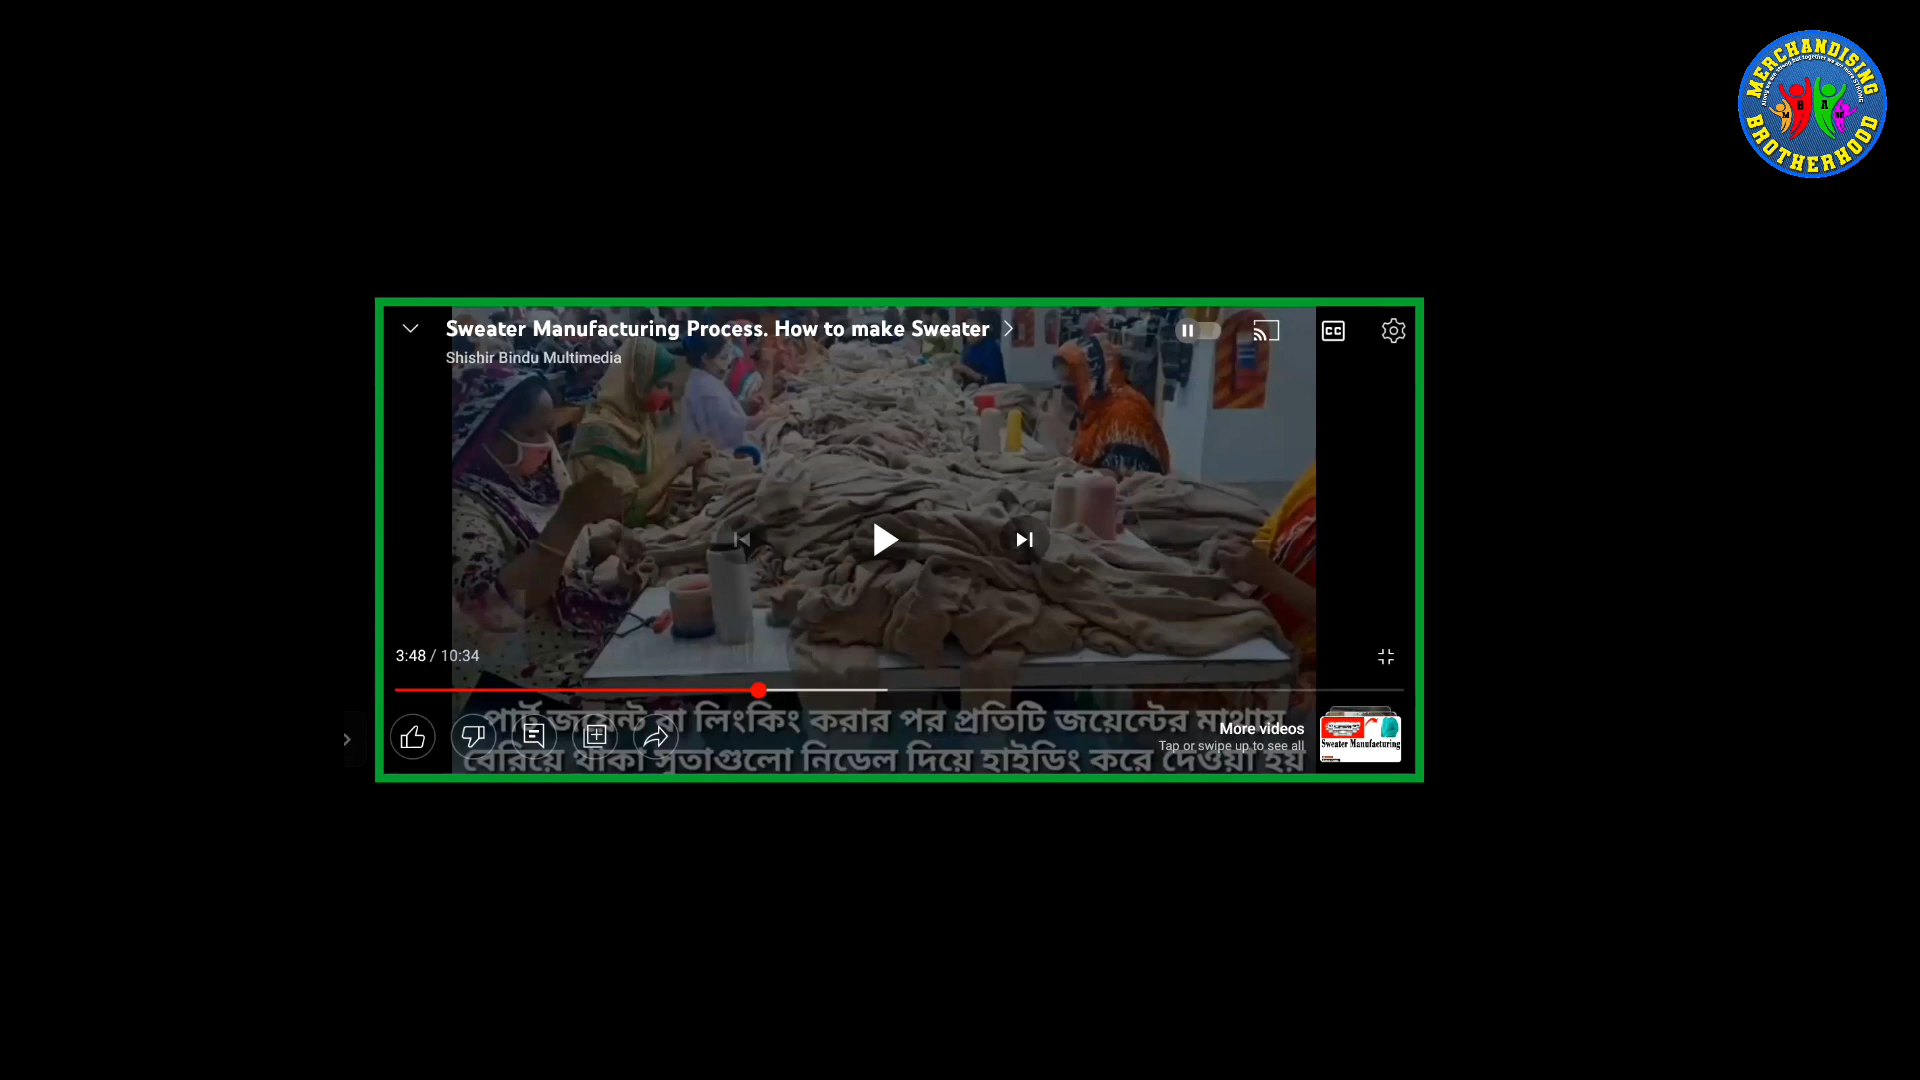 MERCHANDISING
BROTHERHOOD
M B A W
Sweater Manufacturing Process. How to make Sweater
Shishir Bindu Multimedia
CC
3:48 / 10:34
পার্ট জয়েন্ট বা লিংকিং করার পর প্রতিটি জয়েন্টের মাথায়
বেরিয়ে থাকা সুতাগুলো নিডেল দিয়ে হাইডিং করে দেওয়া হয়
More videos
Tap or swipe up to see all
Sweater Manufacturing